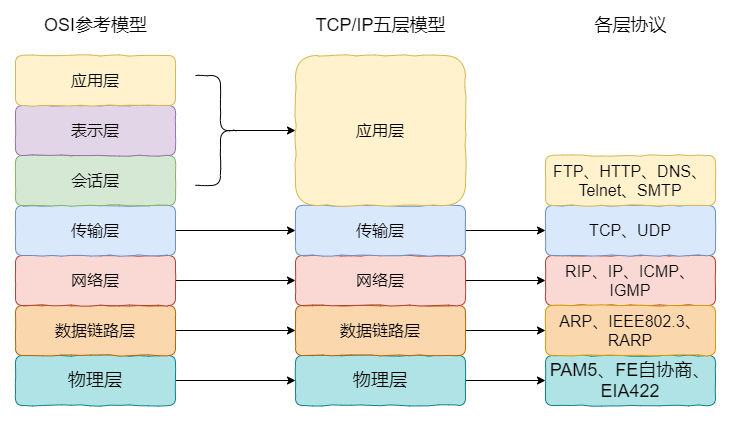 OSI参考模型
TCP/IP五层模型
各层协议
应用层
表示层
会话层
传输层
网络层
数据链路层
物理层
应用层
传输层
网络层
数据链路层
物理层
FTP、HTTP、DNS、
Telnet、SMTP
TCP、UDP
RIP、IP、ICMP、
IGMP
ARP、IEEE802.3、
RARP
PAM5、FE自协商、
EIA422